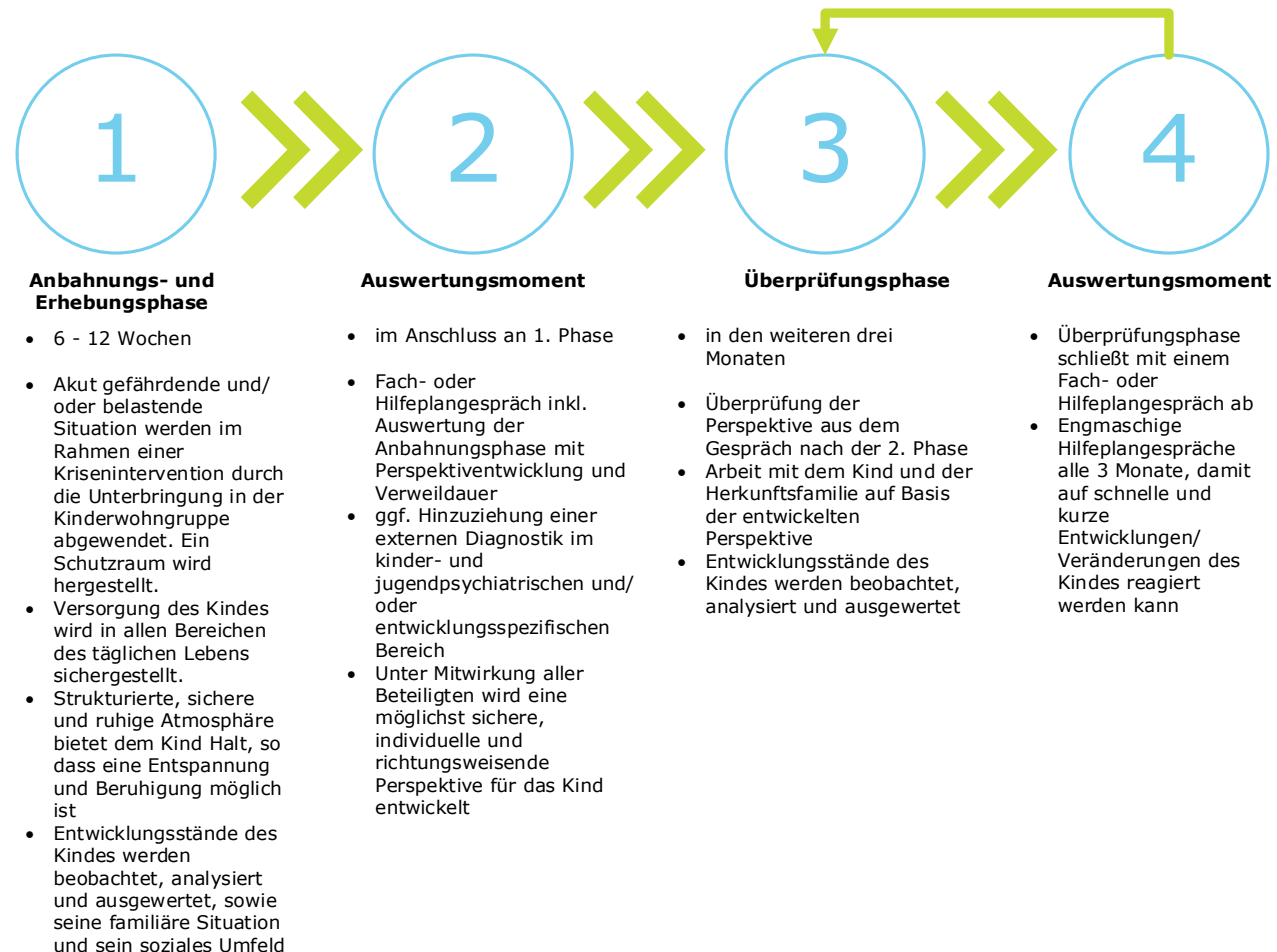 1
2
3
4
Anbahnungs- und
Erhebungsphase
• 6 - 12 Wochen
• Akut gefährdende und/
oder belastende
Situation werden im
Rahmen einer
Krisenintervention durch
die Unterbringung in der
Kinderwohngruppe
abgewendet. Ein
Schutzraum wird
hergestellt.
• Versorgung des Kindes
wird in allen Bereichen
des täglichen Lebens
sichergestellt.
• Strukturierte, sichere
und ruhige Atmosphäre
bietet dem Kind Halt, so
dass eine Entspannung
und Beruhigung möglich
ist
• Entwicklungsstände des
Kindes werden
beobachtet, analysiert
und ausgewertet, sowie
seine familiäre Situation
und sein soziales Umfeld
Auswertungsmoment
• im Anschluss an 1. Phase
• Fach- oder
Hilfeplangespräch inkl.
Auswertung der
Anbahnungsphase mit
Perspektiventwicklung und
Verweildauer
• ggf. Hinzuziehung einer
externen Diagnostik im
kinder- und
jugendpsychiatrischen und/
oder
entwicklungsspezifischen
Bereich
• Unter Mitwirkung aller
Beteiligten wird eine
möglichst sichere,
individuelle und
richtungsweisende
Perspektive für das Kind
entwickelt
Überprüfungsphase
• in den weiteren drei
Monaten
• Überprüfung der
Perspektive aus dem
Gespräch nach der 2. Phase
• Arbeit mit dem Kind und der
Herkunftsfamilie auf Basis
der entwickelten
Perspektive
• Entwicklungsstände des
Kindes werden beobachtet,
analysiert und ausgewertet
Auswertungsmoment
• Überprüfungsphase
schließt mit einem
Fach- oder
Hilfeplangespräch ab
• Engmaschige
Hilfeplangespräche
alle 3 Monate, damit
auf schnelle und
kurze
Entwicklungen/
Veränderungen des
Kindes reagiert
werden kann